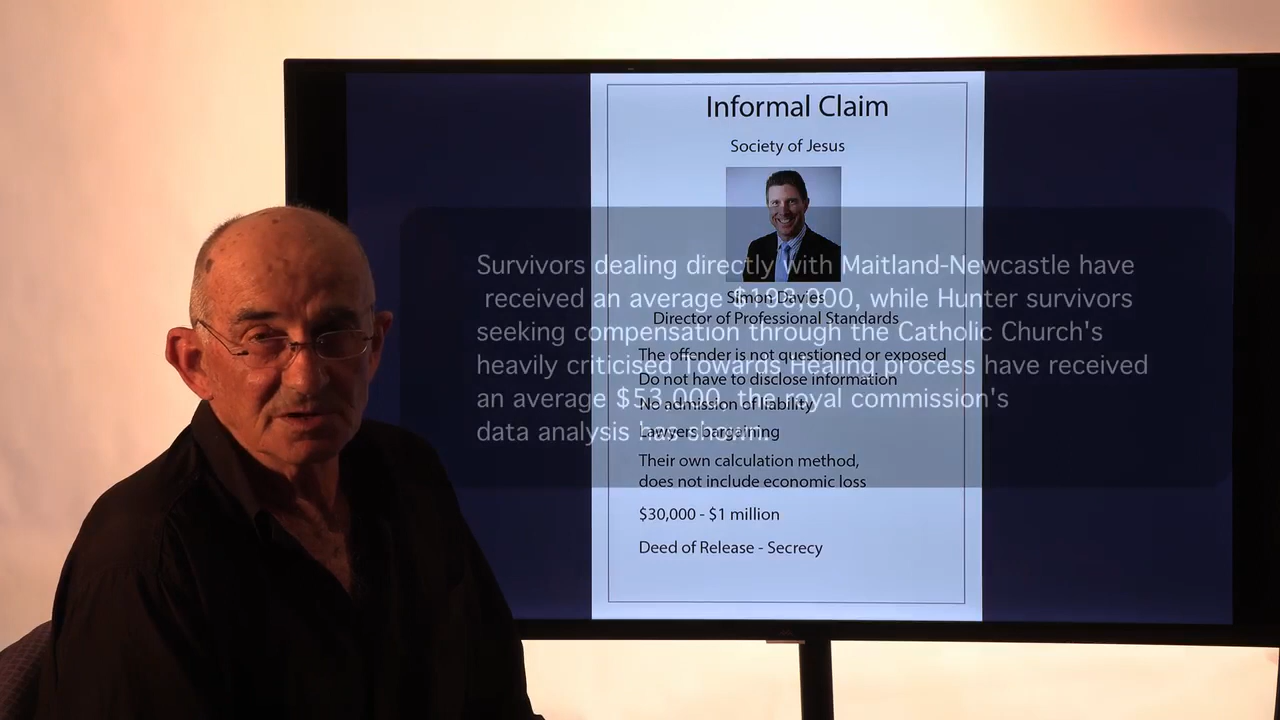 Informal Claim
Society of Jesus
Simon Davies
Director of Professional Standards
The offender is not questioned or exposed
Do not have to disclose information
No admission of liability
Lawyers bargaining
Their own calculation method,
does not include economic loss
$30,000 - $1 million
Deed of Release - Secrecy
Survivors dealing directly with Maitland-Newcastle have
received an average while Hunter survivors
seeking compensation through the Catholic Church's
heavily criticised Towards Healing process have received
an average $53,000, the royal commission's
data analysis has shown.